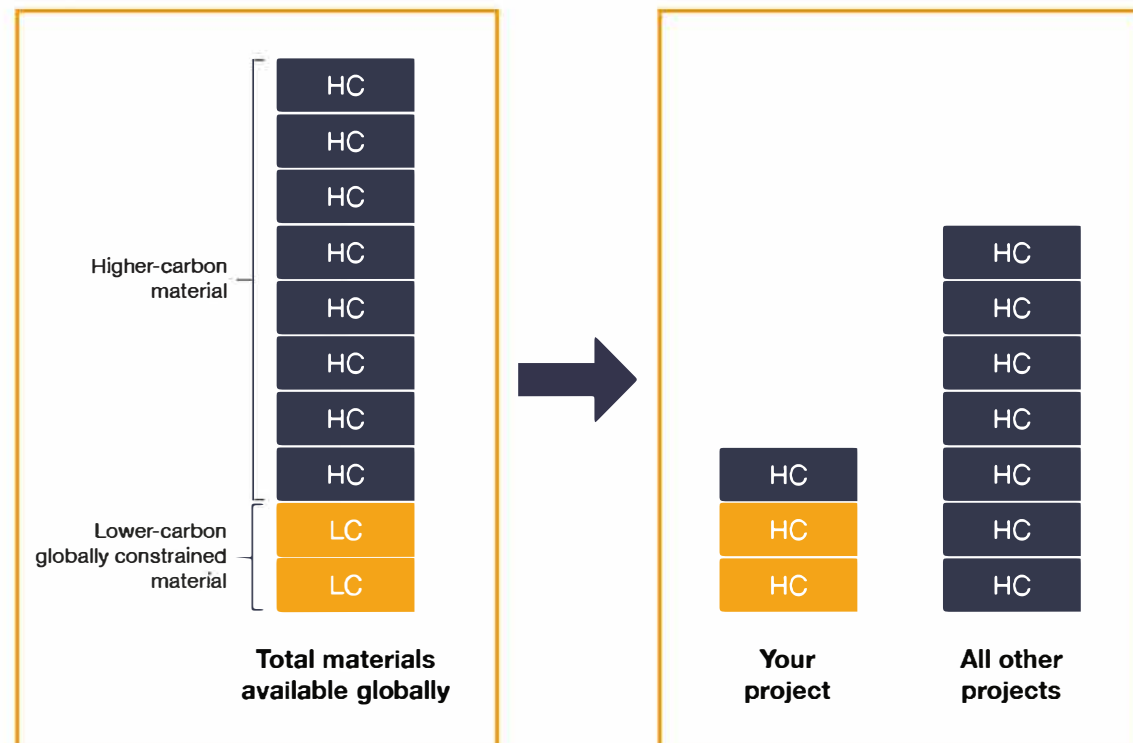 HC
HC
HC
HC
HC
HC
HC
HC
LC
LC
Higher-carbon
material
Lower-carbon
globally constrained
material
Total materials
available globally
HC
HC
HC
Your
project
HC
HC
HC
HC
HC
HC
HC
All other
projects